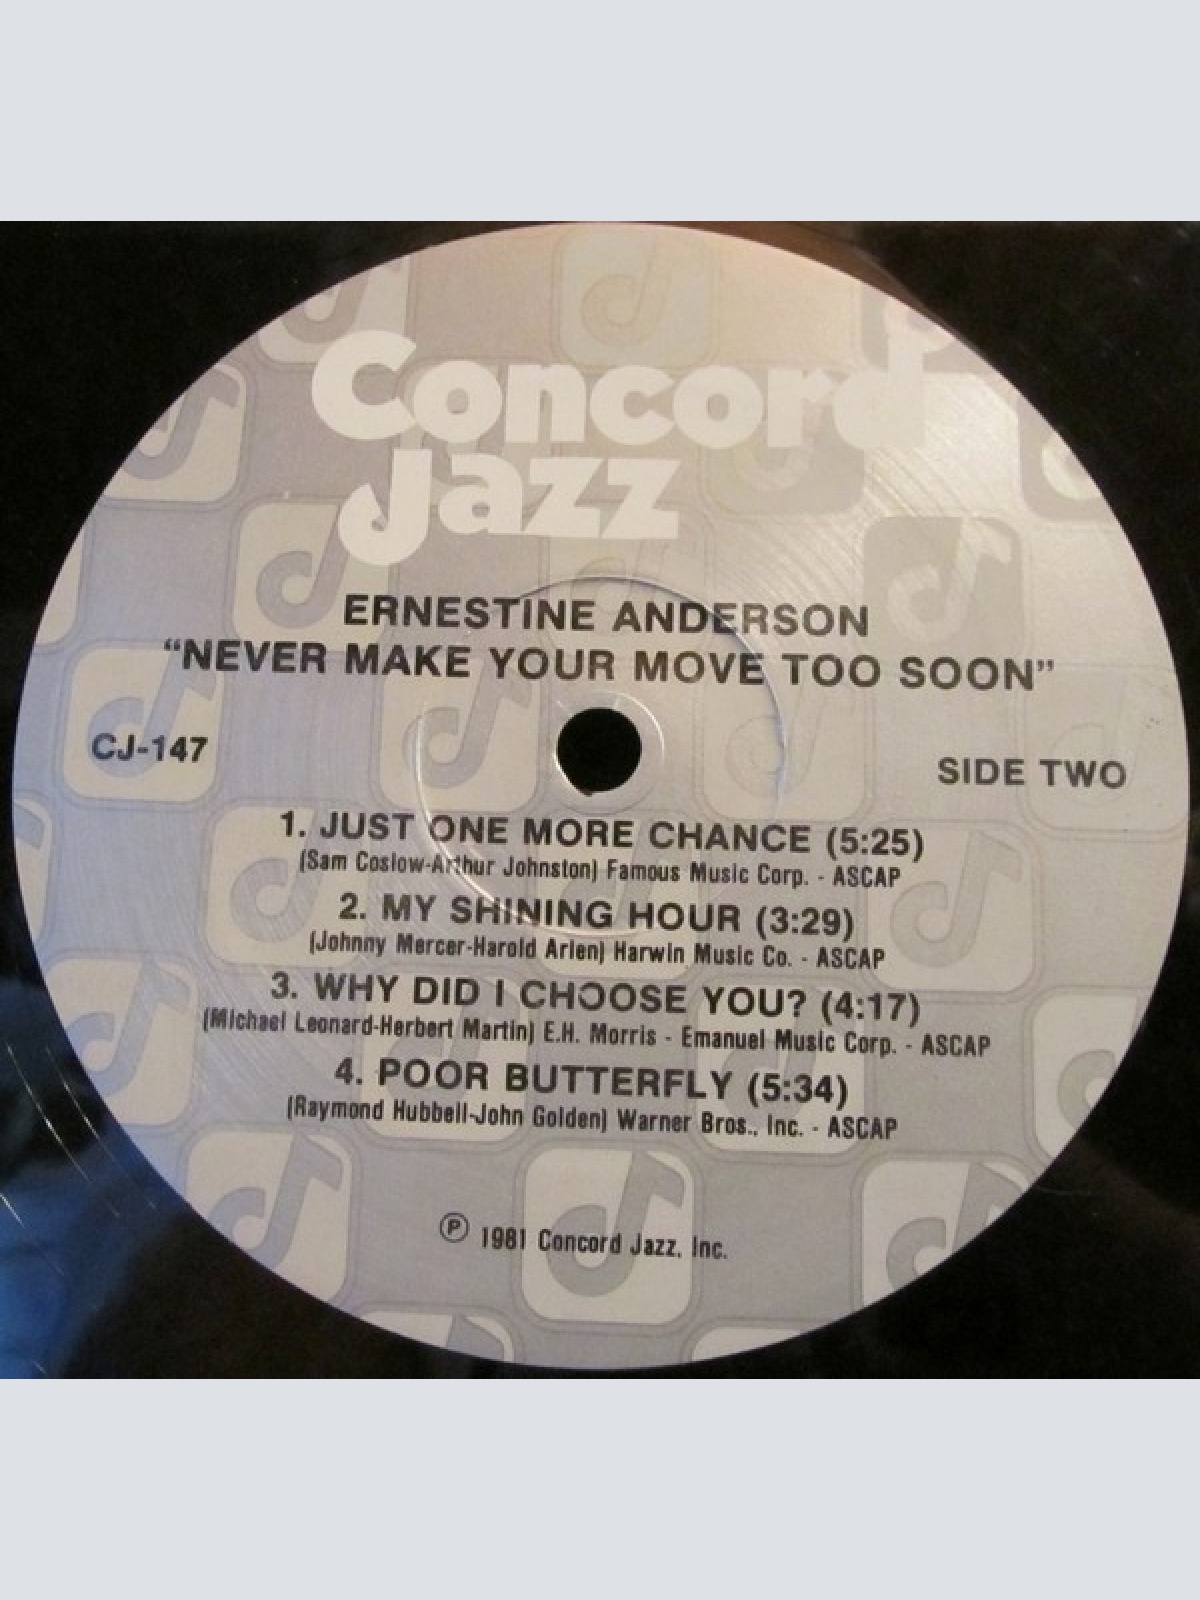 Concord
Jazz
ERNESTINE ANDERSON
“NEVER MAKE YOUR MOVE TOO SOON”
CJ-147
SIDE TWO
1. JUST ONE MORE CHANCE (5:25)
(Sam Coslow-Arthur Johnston) Famous Music Corp. - ASCAP
2. MY SHINING HOUR (3:29)
(Johnny Mercer-Harold Arlen) Harwin Music Co. - ASCAP
3. WHY DID I CHOOSE YOU? (4:17)
(Michael Leonard-Herbert Martin) E.H. Morris - Emanuel Music Corp. - ASCAP
4. POOR BUTTERFLY (5:34)
(Raymond Hubbell-John Golden) Warner Bros., Inc. - ASCAP
℗ 1981 Concord Jazz, Inc.